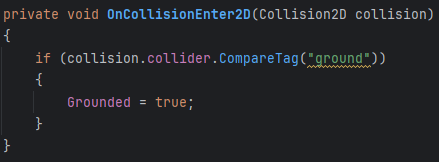 private void OnCollisionEnter2D(Collision2D collision)
{
    if (collision.collider.CompareTag("ground"))
    {
        Grounded = true;
    }
}